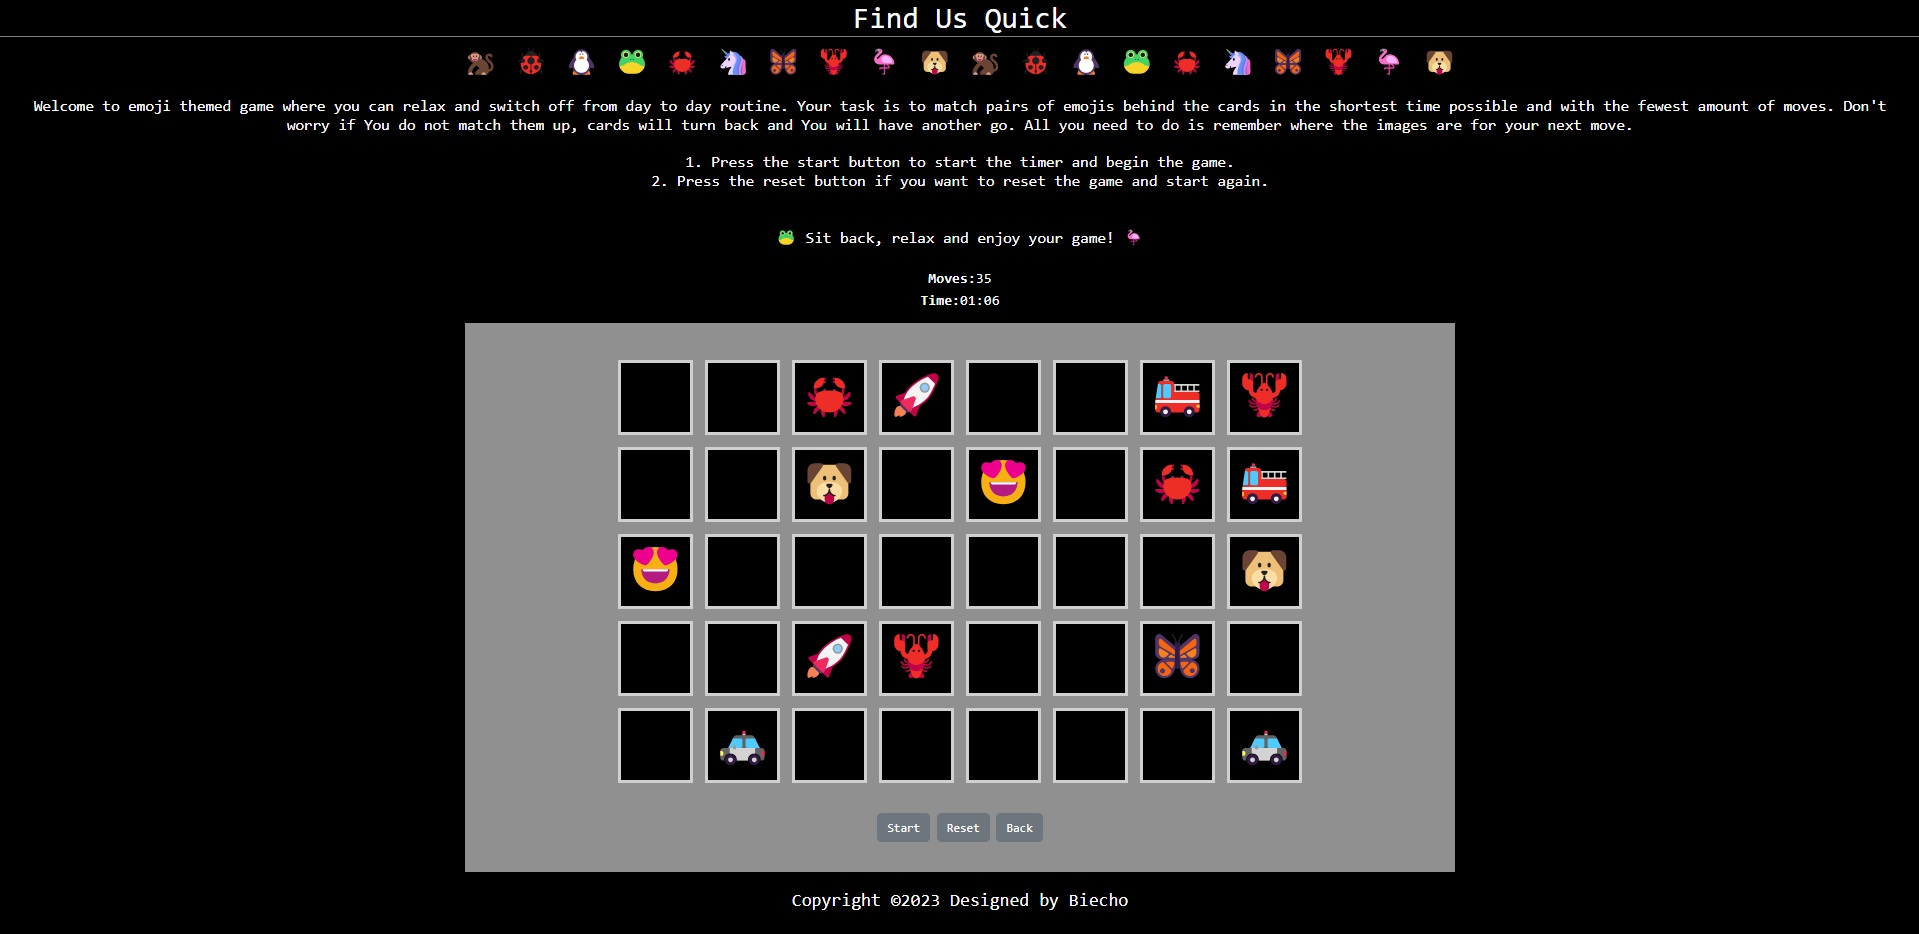 Find Us Quick
Welcome to emoji themed game where you can relax and switch off from day to day routine. Your task is to match pairs of emojis behind the cards in the shortest time possible and with the fewest amount of moves. Don't
worry if You do not match them up, cards will turn back and You will have another go. All you need to do is remember where the images are for your next move.
1. Press the start button to start the timer and begin the game.
2. Press the reset button if you want to reset the game and start again.
Sit back, relax and enjoy your game!
Moves:35
Time:01:06
Start Reset Back
Copyright ©2023 Designed by Biecho